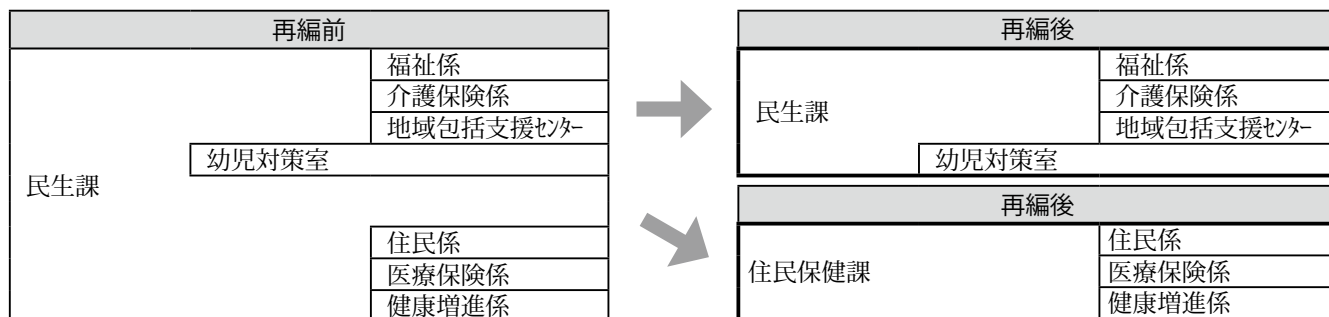 再編前
民生課
福祉係
介護保険係
地域包括支援ｾﾝﾀｰ
幼児対策室
住民係
医療保険係
健康増進係
再編後
民生課
福祉係
介護保険係
地域包括支援ｾﾝﾀｰ
幼児対策室
再編後
住民保健課
住民係
医療保険係
健康増進係